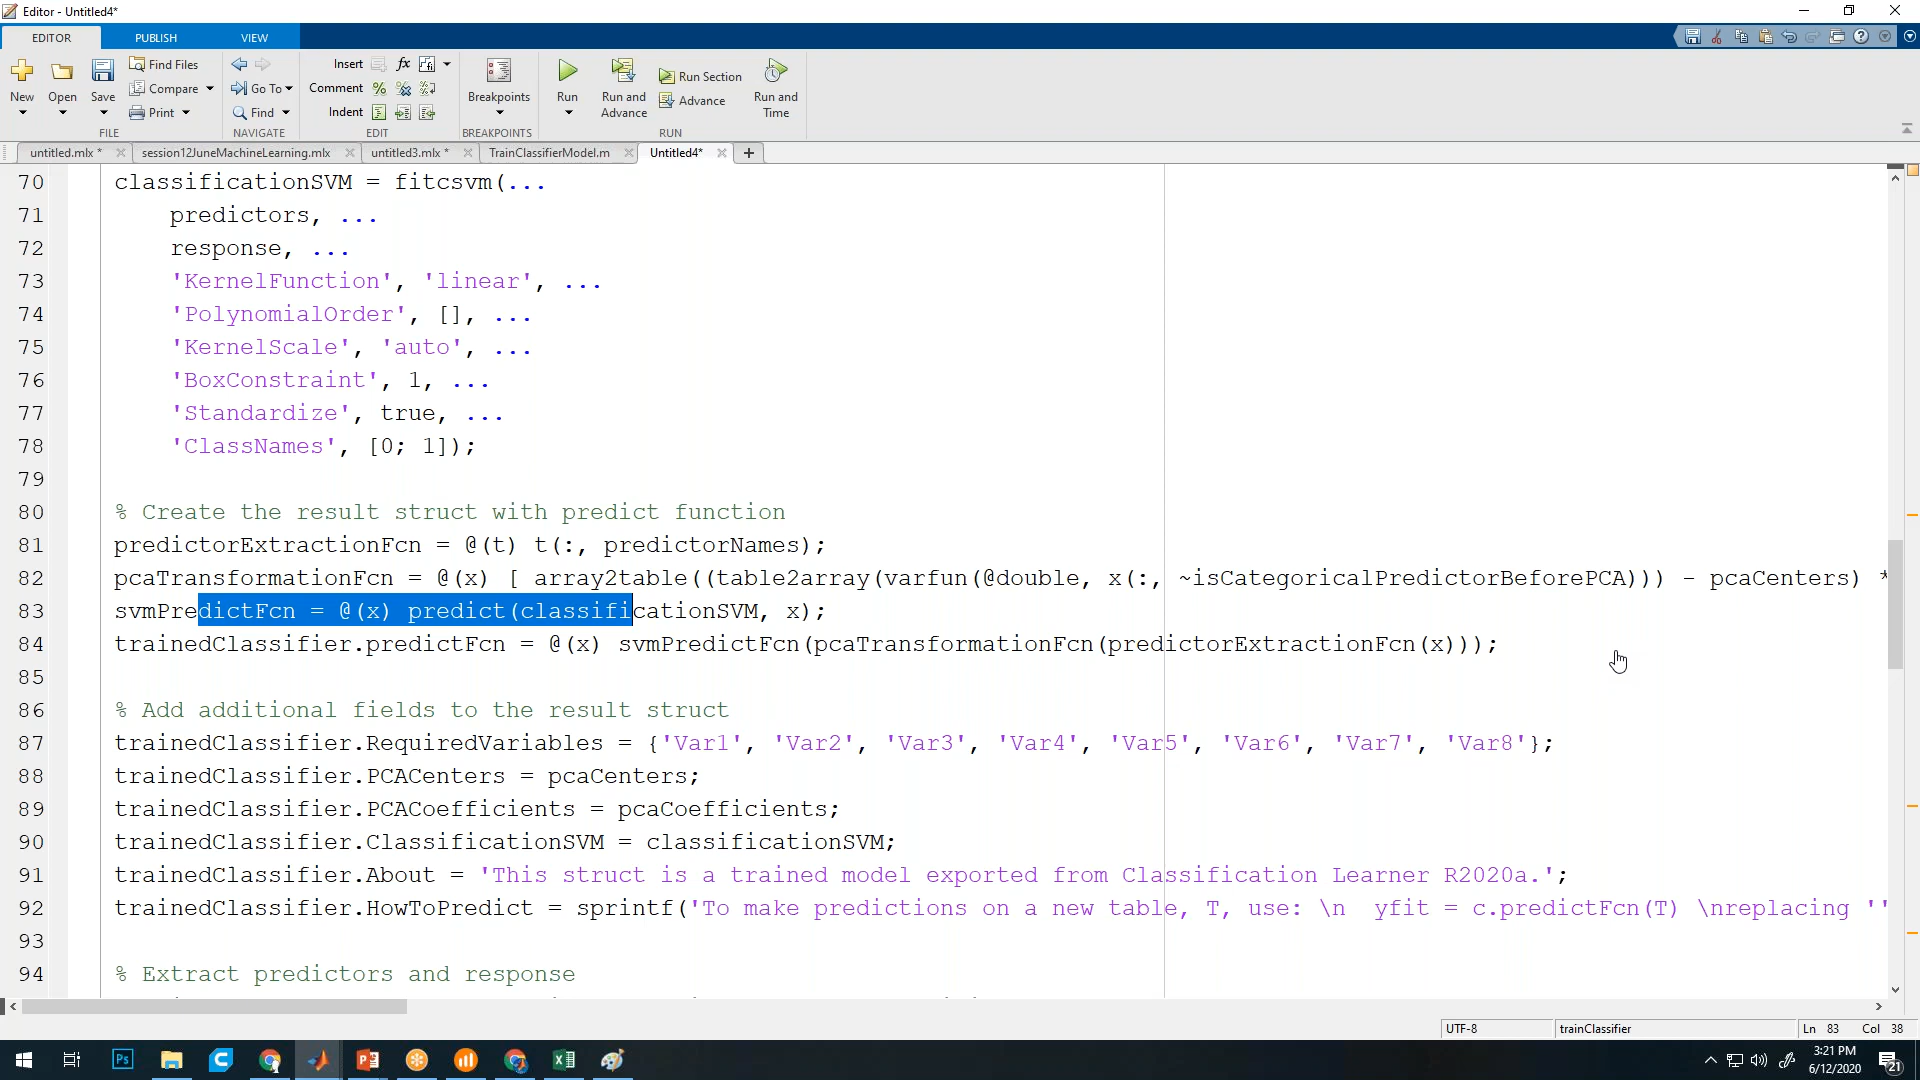 Editor - Untitled4*
EDITOR PUBLISH VIEW
New Open Save Find Files Compare Print
FILE
Go To Find
NAVIGATE
Insert fx
Comment
Indent
EDIT
Breakpoints
BREAKPOINTS
Run Run and Advance Run Section Advance Run and Time
RUN
untitled.mlx * session12JuneMachineLearning.mlx untitled3.mlx * TrainClassifierModel.m Untitled4* +
70 classificationSVM = fitcsvm(...
71 predictors, ...
72 response, ...
73 'KernelFunction', 'linear', ...
74 'PolynomialOrder', [], ...
75 'KernelScale', 'auto', ...
76 'BoxConstraint', 1, ...
77 'Standardize', true, ...
78 'ClassNames', [0; 1]);
79
80 % Create the result struct with predict function
81 predictorExtractionFcn = @(t) t(:, predictorNames);
82 pcaTransformationFcn = @(x) [ array2table((table2array(varfun(@double, x(:, ~isCategoricalPredictorBeforePCA))) - pcaCenters) *
83 svmPredictFcn = @(x) predict(classificationSVM, x);
84 trainedClassifier.predictFcn = @(x) svmPredictFcn(pcaTransformationFcn(predictorExtractionFcn(x)));
85
86 % Add additional fields to the result struct
87 trainedClassifier.RequiredVariables = {'Var1', 'Var2', 'Var3', 'Var4', 'Var5', 'Var6', 'Var7', 'Var8'};
88 trainedClassifier.PCACenters = pcaCenters;
89 trainedClassifier.PCACoefficients = pcaCoefficients;
90 trainedClassifier.ClassificationSVM = classificationSVM;
91 trainedClassifier.About = 'This struct is a trained model exported from Classification Learner R2020a.';
92 trainedClassifier.HowToPredict = sprintf('To make predictions on a new table, T, use: \n  yfit = c.predictFcn(T) \nreplacing ''
93
94 % Extract predictors and response
UTF-8 trainClassifier Ln 83 Col 38
Ps 3:21 PM
6/12/2020 21